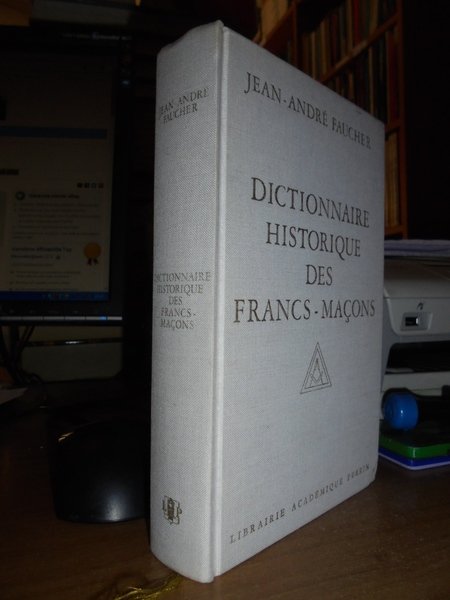 JEAN-ANDRÉ
FAUCHER
DICTIONNAIRE
HISTORIQUE
DES
FRANCS-
MAÇONS
JEAN-ANDRÉ FAUCHER
DICTIONNAIRE
HISTORIQUE
DES
FRANCS-MAÇONS
LIBRAIRIE ACADÉMIQUE PERRIN